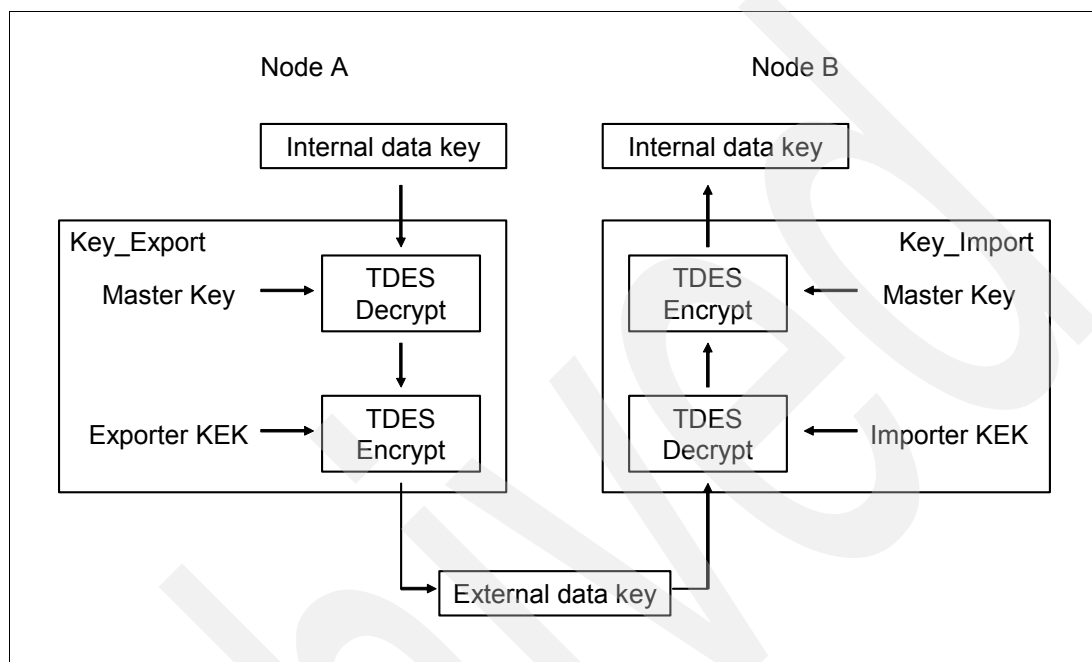 Node A
Node B
Internal data key
Internal data key
Key_Export
Key_Import
Master Key
TDES
Decrypt
TDES
Encrypt
Master Key
Exporter KEK
TDES
Encrypt
TDES
Decrypt
Importer KEK
External data key